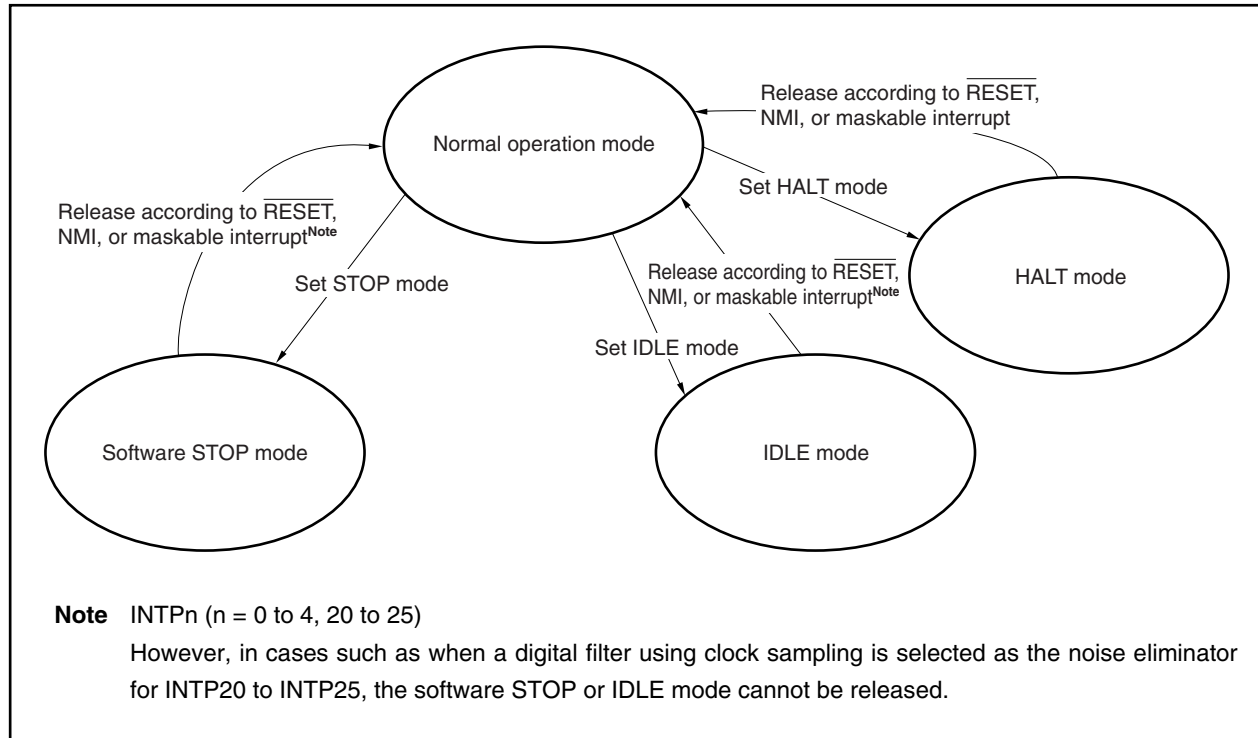 Normal operation mode
Release according to RESET,
NMI, or maskable interrupt
Set HALT mode
HALT mode
Release according to RESET,
NMI, or maskable interruptNote
Set STOP mode
Software STOP mode
Release according to RESET,
NMI, or maskable interruptNote
Set IDLE mode
IDLE mode
Note INTPn (n = 0 to 4, 20 to 25)
However, in cases such as when a digital filter using clock sampling is selected as the noise eliminator
for INTP20 to INTP25, the software STOP or IDLE mode cannot be released.